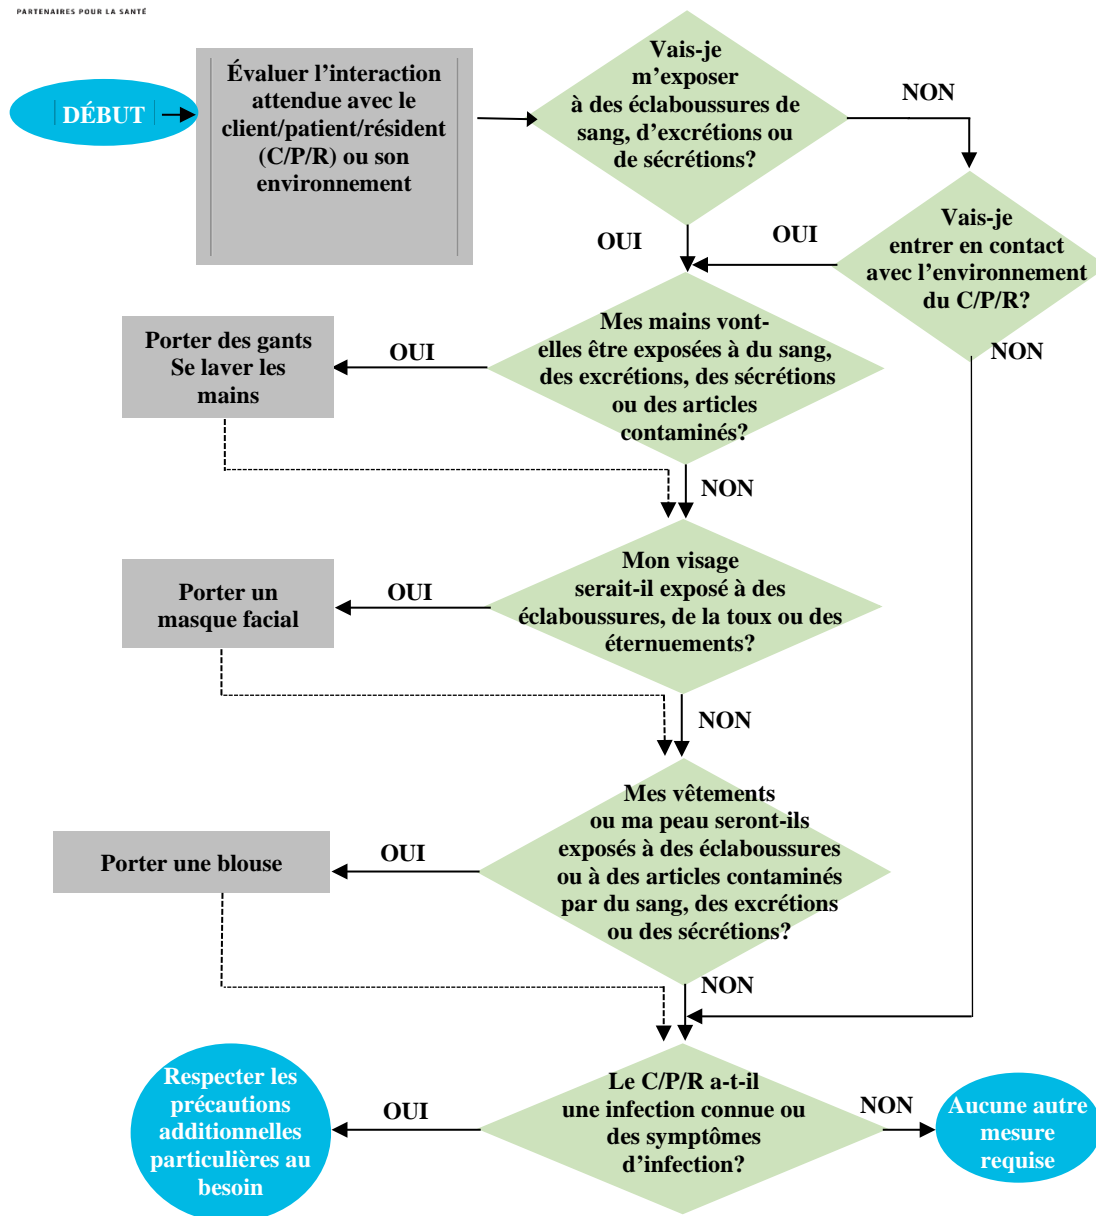 PARTENAIRES POUR LA SANTÉ
DÉBUT
Évaluer l’interaction
attendue avec le
client/patient/résident
(C/P/R) ou son
environnement
Vais-je
m’exposer
à des éclaboussures de
sang, d’excrétions ou
de sécrétions?
NON
OUI
OUI
Vais-je
entrer en contact
avec l’environnement
du C/P/R?
NON
Mes mains vont-
elles être exposées à du sang,
des excrétions, des sécrétions
ou des articles
contaminés?
OUI
Porter des gants
Se laver les
mains
NON
Mon visage
serait-il exposé à des
éclaboussures, de la toux ou des
éternuements?
OUI
Porter un
masque facial
NON
Mes vêtements
ou ma peau seront-ils
exposés à des éclaboussures
ou à des articles contaminés
par du sang, des excrétions
ou des sécrétions?
OUI
Porter une blouse
NON
Le C/P/R a-t-il
une infection connue ou
des symptômes
d’infection?
OUI
Respecter les
précautions
additionnelles
particulières au
besoin
NON
Aucune autre
mesure
requise